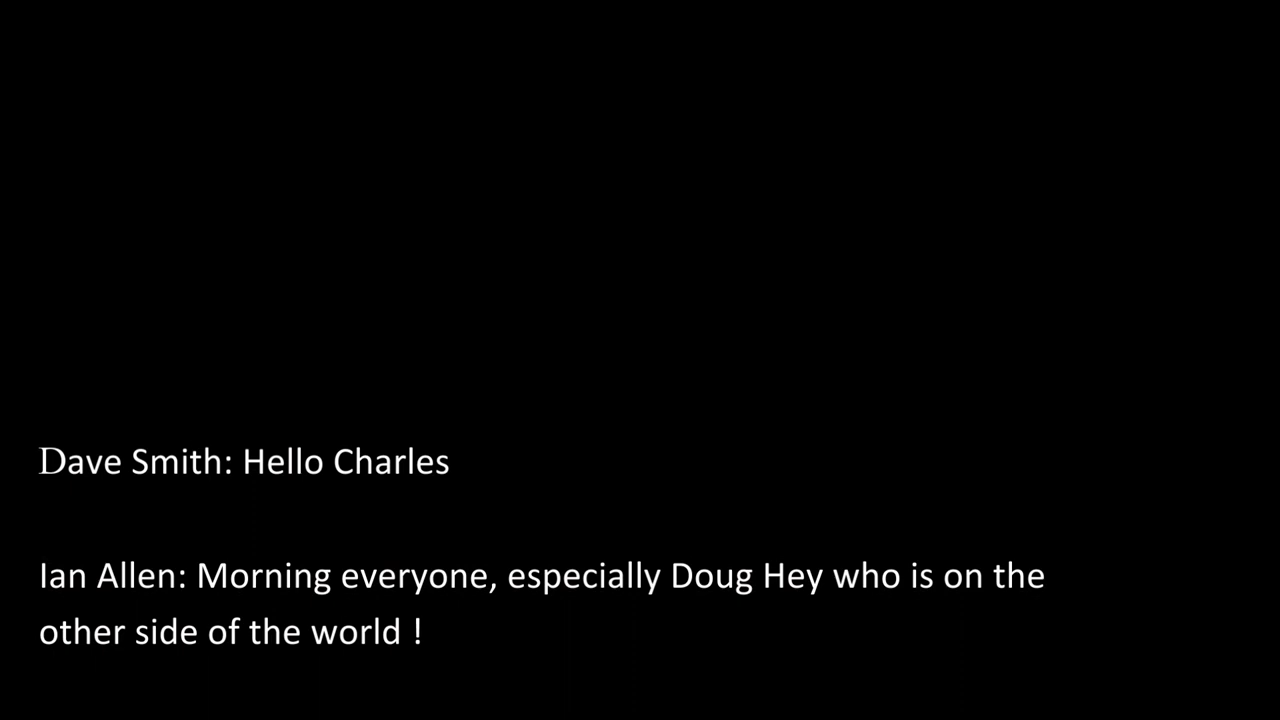 Dave Smith: Hello Charles
Ian Allen: Morning everyone, especially Doug Hey who is on the
other side of the world !